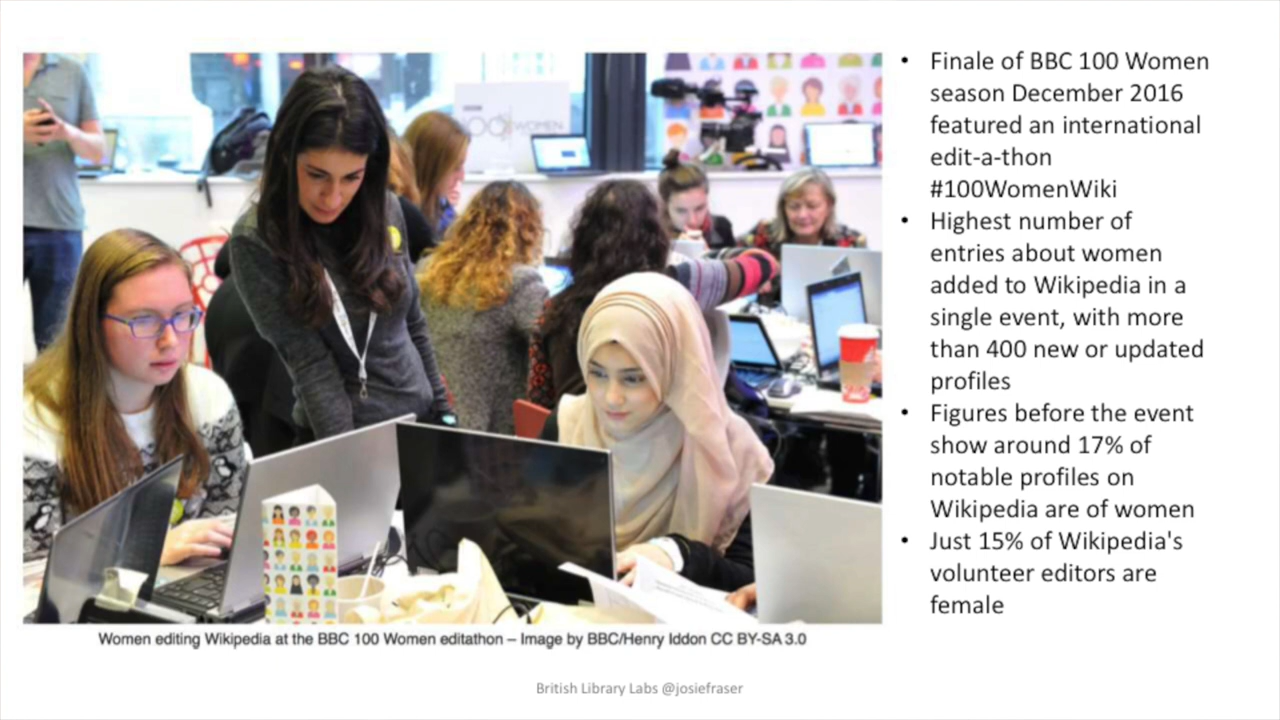 BBC
100 WOMEN
• Finale of BBC 100 Women
season December 2016
featured an international
edit-a-thon
#100WomenWiki
• Highest number of
entries about women
added to Wikipedia in a
single event, with more
than 400 new or updated
profiles
• Figures before the event
show around 17% of
notable profiles on
Wikipedia are of women
• Just 15% of Wikipedia's
volunteer editors are
female
Women editing Wikipedia at the BBC 100 Women editathon – Image by BBC/Henry Iddon CC BY-SA 3.0
British Library Labs @josiefraser